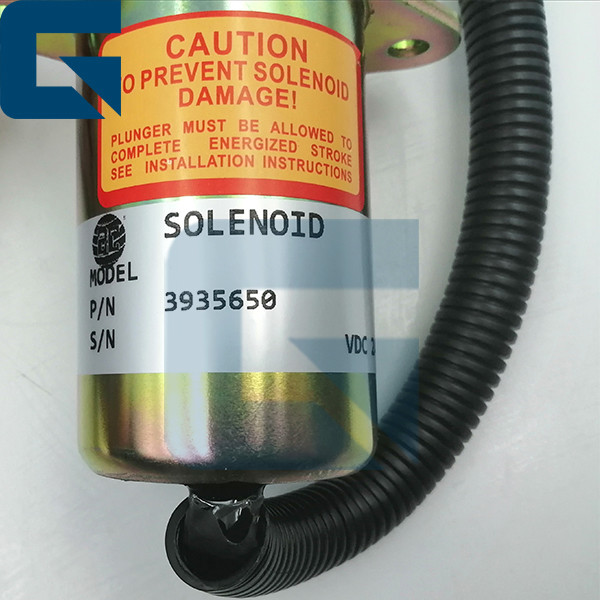 CAUTION
TO PREVENT SOLENOID
DAMAGE!
PLUNGER MUST BE ALLOWED TO
COMPLETE ENERGIZED STROKE
SEE INSTALLATION INSTRUCTIONS
SOLENOID
MODEL
P/N 3935650
S/N
VDC